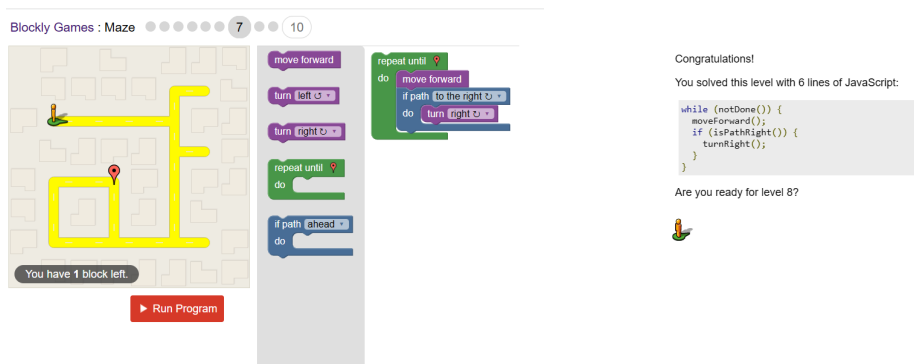 Blockly Games : Maze 7 10
move forward
turn left ↺ ▾
turn right ↻ ▾
repeat until
do
if path ahead ▾
do
repeat until
do move forward
if path to the right ↻ ▾
do turn right ↻ ▾
You have 1 block left.
Run Program
Congratulations!
You solved this level with 6 lines of JavaScript:
while (notDone()) {
  moveForward();
  if (isPathRight()) {
    turnRight();
  }
}
Are you ready for level 8?